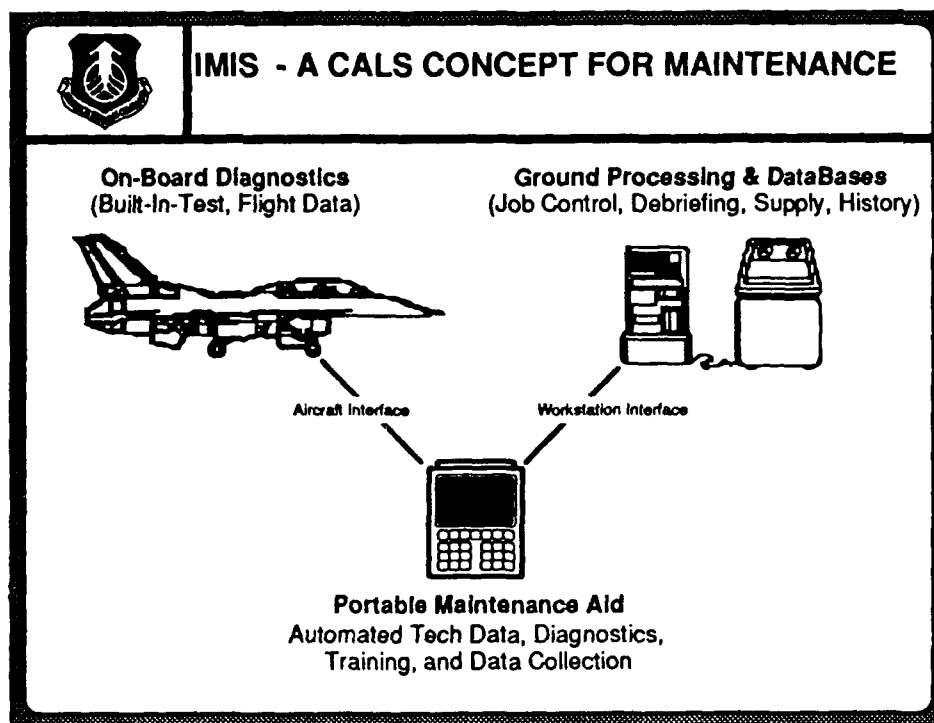 IMIS - A CALS CONCEPT FOR MAINTENANCE
On-Board Diagnostics
(Built-In-Test, Flight Data)
Ground Processing & DataBases
(Job Control, Debriefing, Supply, History)
Aircraft Interface
Workstation Interface
Portable Maintenance Aid
Automated Tech Data, Diagnostics,
Training, and Data Collection